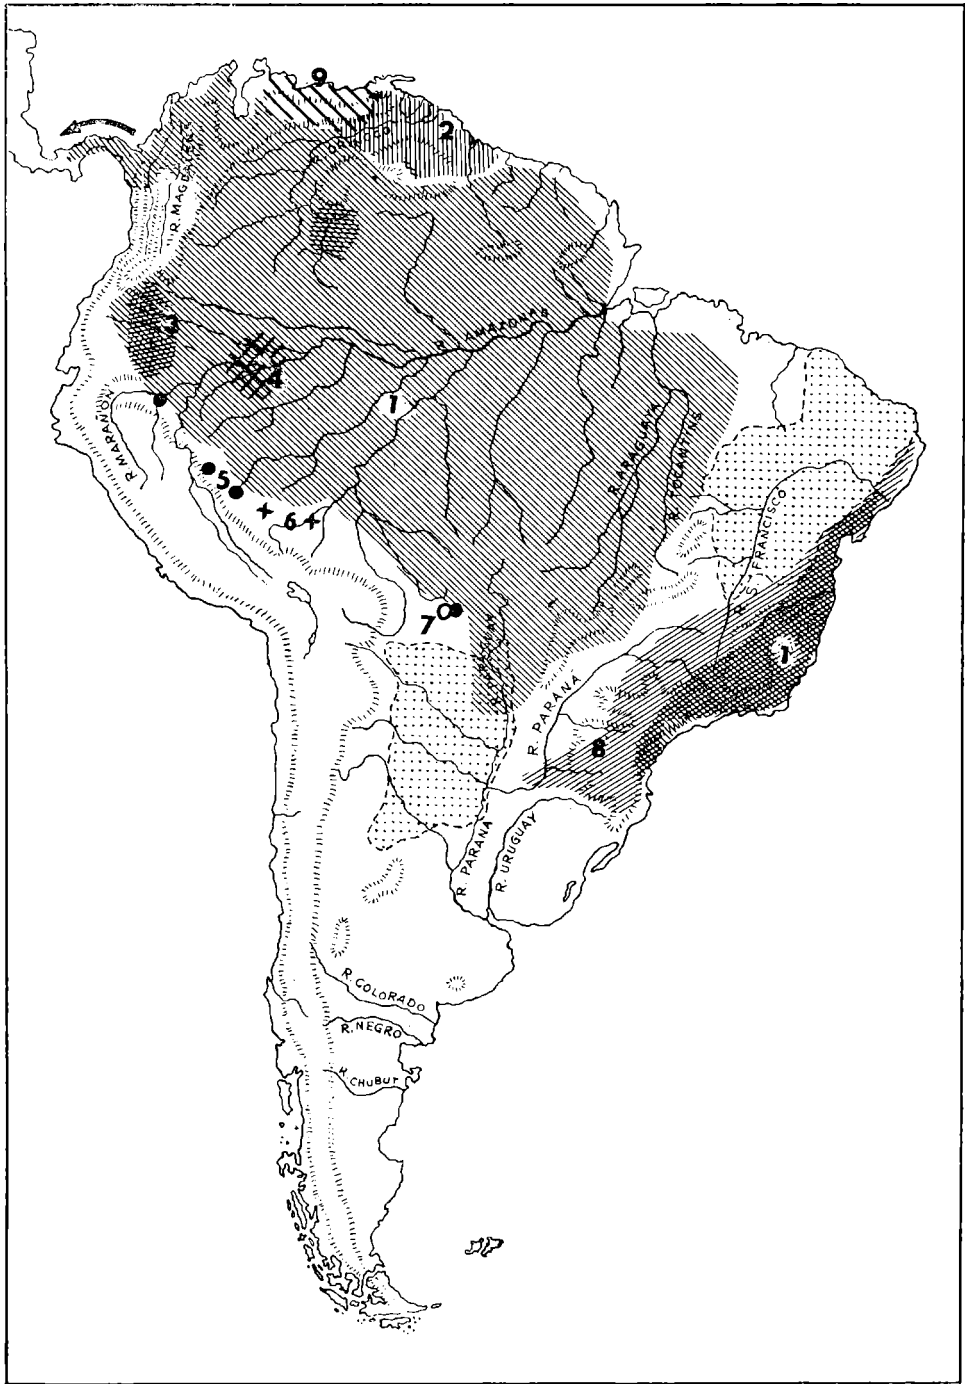 9
2
R. ORINOCO
R. MAGDALENA
3
R. AMAZONAS
4
1
R. MARAÑON
R. ARAGUAYA
R. TOCANTINS
5
6
R. S. FRANCISCO
7
1
R. PARANA
8
R. PARANA
R. URUGUAY
R. COLORADO
R. NEGRO
R. CHUBUT